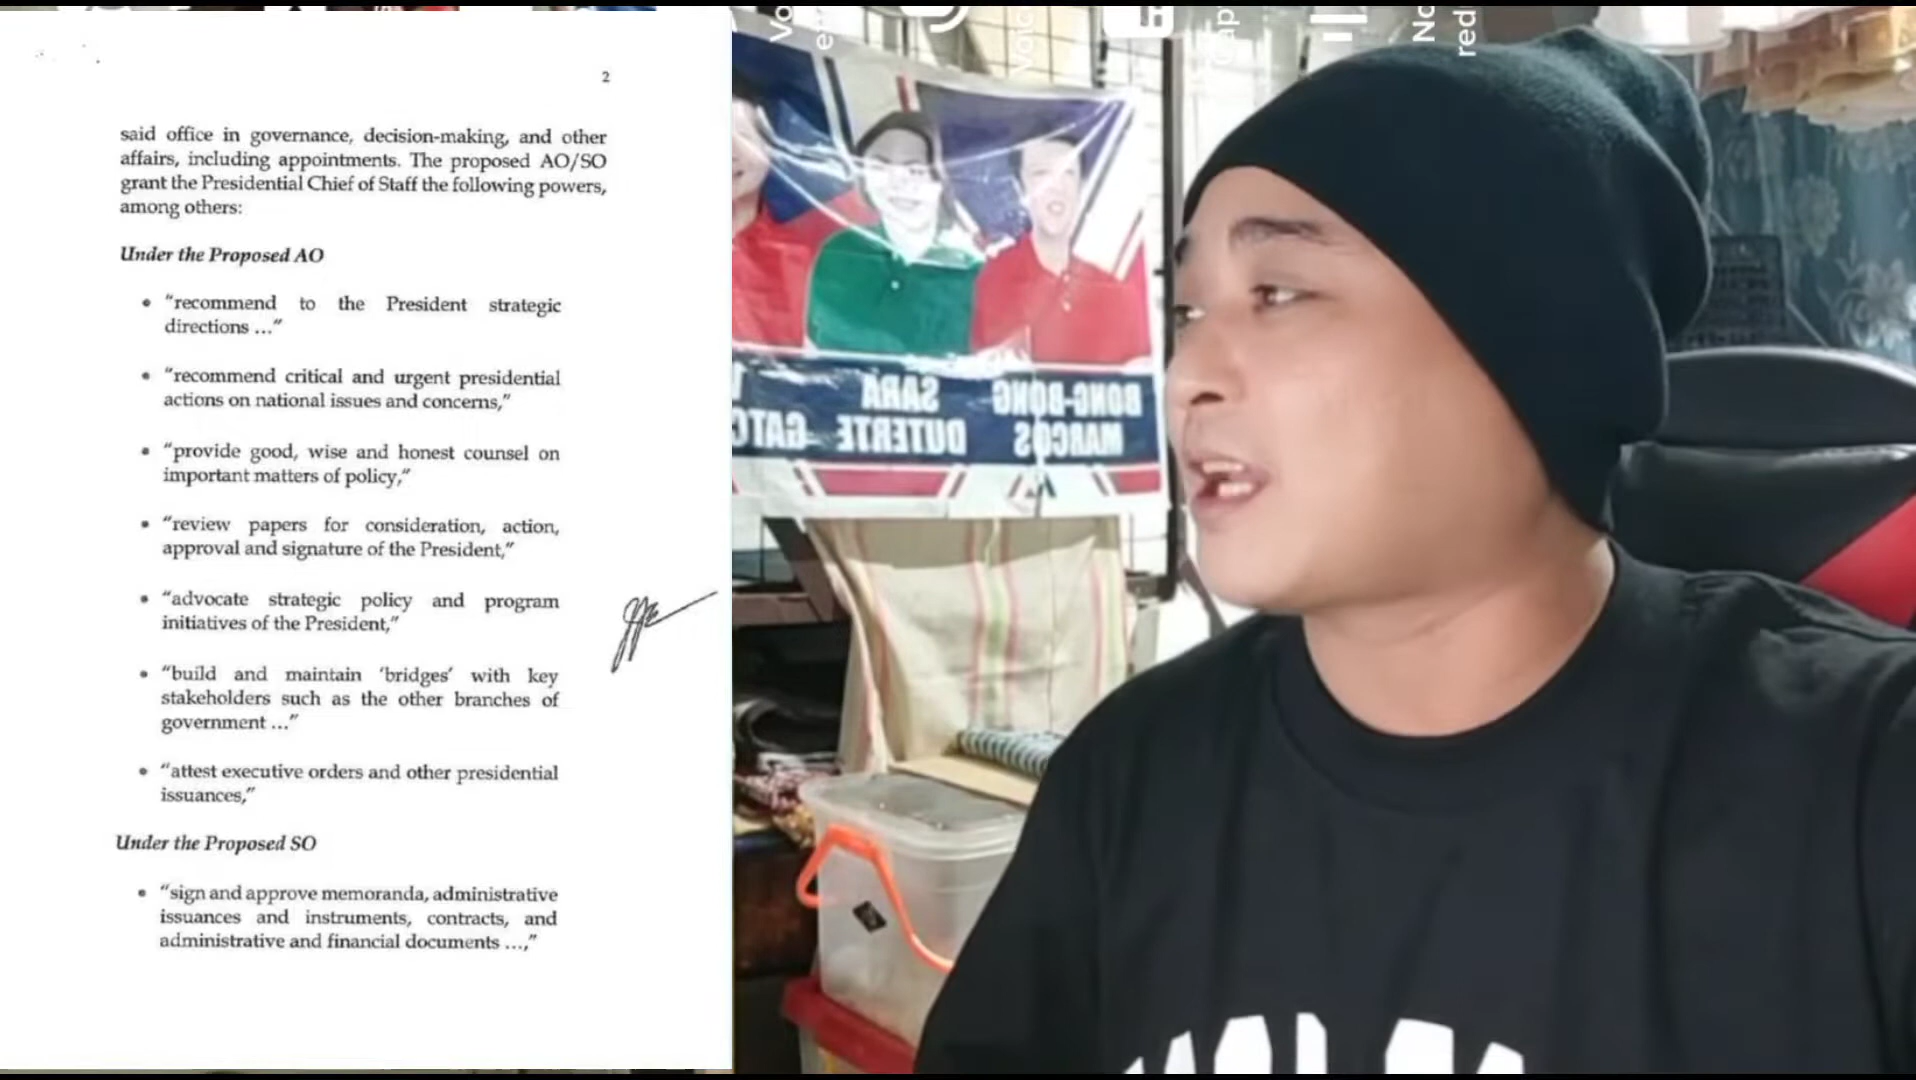 2
said office in governance, decision-making, and other
affairs, including appointments. The proposed AO/SO
grant the Presidential Chief of Staff the following powers,
among others:
Under the Proposed AO
• "recommend to the President strategic
directions ..."
• "recommend critical and urgent presidential
actions on national issues and concerns,"
• "provide good, wise and honest counsel on
important matters of policy,"
• "review papers for consideration, action,
approval and signature of the President,"
• "advocate strategic policy and program
initiatives of the President,"
• "build and maintain 'bridges' with key
stakeholders such as the other branches of
government ..."
• "attest executive orders and other presidential
issuances,"
Under the Proposed SO
• "sign and approve memoranda, administrative
issuances and instruments, contracts, and
administrative and financial documents ...,"
SARA
DUTERTE
BONG-BONG
MARCOS